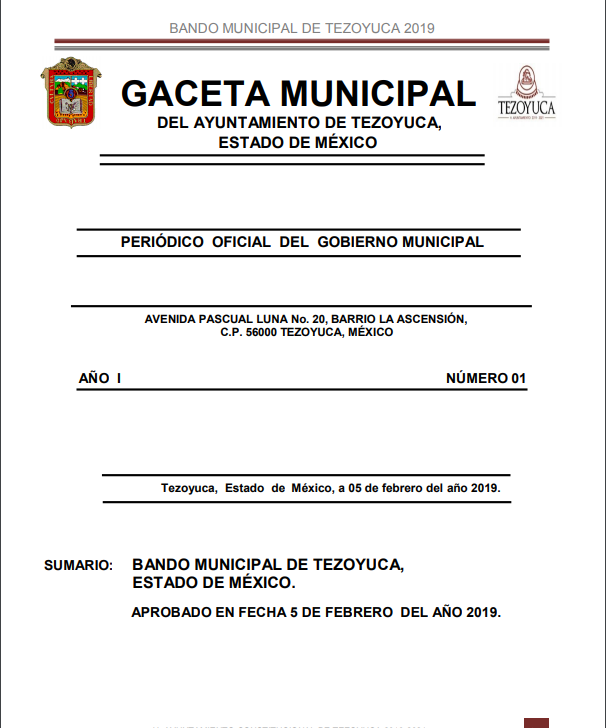 BANDO MUNICIPAL DE TEZOYUCA 2019
GACETA MUNICIPAL
TEZOYUCA
DEL AYUNTAMIENTO DE TEZOYUCA,
ESTADO DE MÉXICO
PERIÓDICO OFICIAL DEL GOBIERNO MUNICIPAL
AVENIDA PASCUAL LUNA No. 20, BARRIO LA ASCENSIÓN,
C.P. 56000 TEZOYUCA, MÉXICO
AÑO I NÚMERO 01
Tezoyuca, Estado de México, a 05 de febrero del año 2019.
SUMARIO: BANDO MUNICIPAL DE TEZOYUCA,
ESTADO DE MÉXICO.
APROBADO EN FECHA 5 DE FEBRERO DEL AÑO 2019.